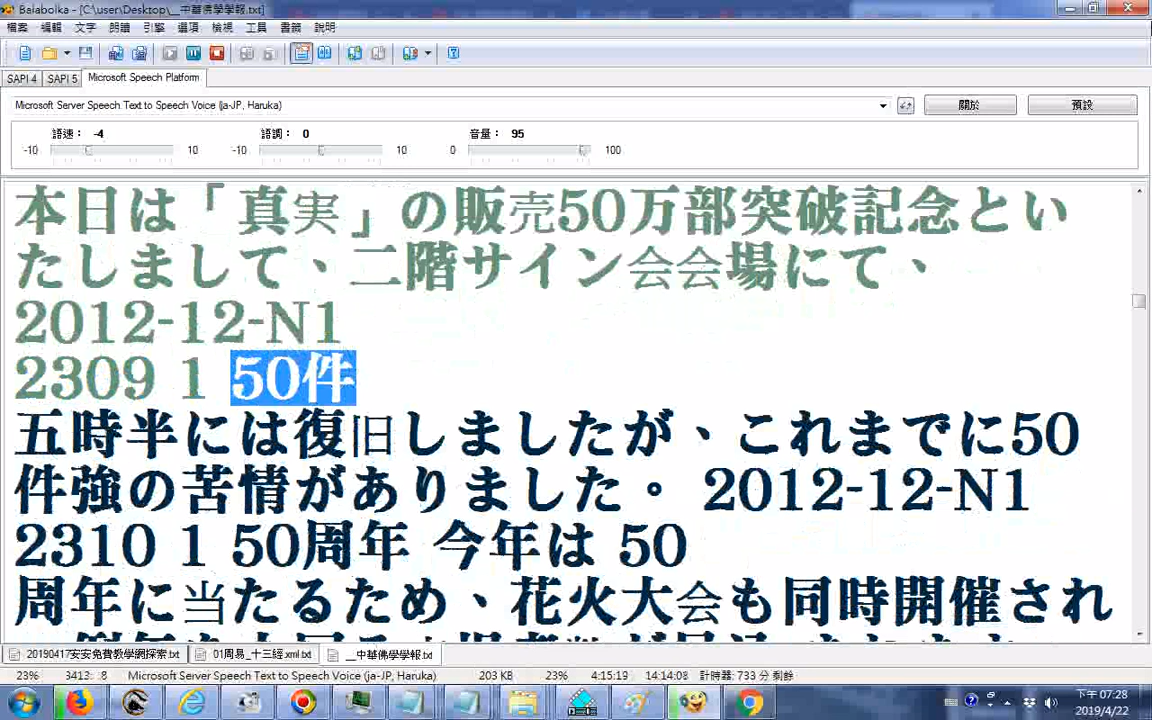 Balabolka - [C:\user\Desktop\__中華佛學學報.txt]
檔案 編輯 文字 朗讀 引擎 選項 檢視 工具 書籤 說明
SAPI 4 SAPI 5 Microsoft Speech Platform
Microsoft Server Speech Text to Speech Voice (ja-JP, Haruka) 關於 預設
語速： -4 語調： 0 音量： 95
-10 10 -10 10 0 100
本日は「真実」の販売50万部突破記念とい
たしまして、二階サイン会会場にて、
2012-12-N1
2309 1 50件
五時半には復旧しましたが、これまでに50
件強の苦情がありました。 2012-12-N1
2310 1 50周年 今年は 50
周年に当たるため、花火大会も同時開催され
20190417安安免費教學網探索.txt 01周易_十三經.xml.txt __中華佛學學報.txt
23% 3413: 8 Microsoft Server Speech Text to Speech Voice (ja-JP, Haruka) 203 KB 23% 4:15:19 14:14:08 計時器: 733 分 剩餘
下午 07:28
2019/4/22